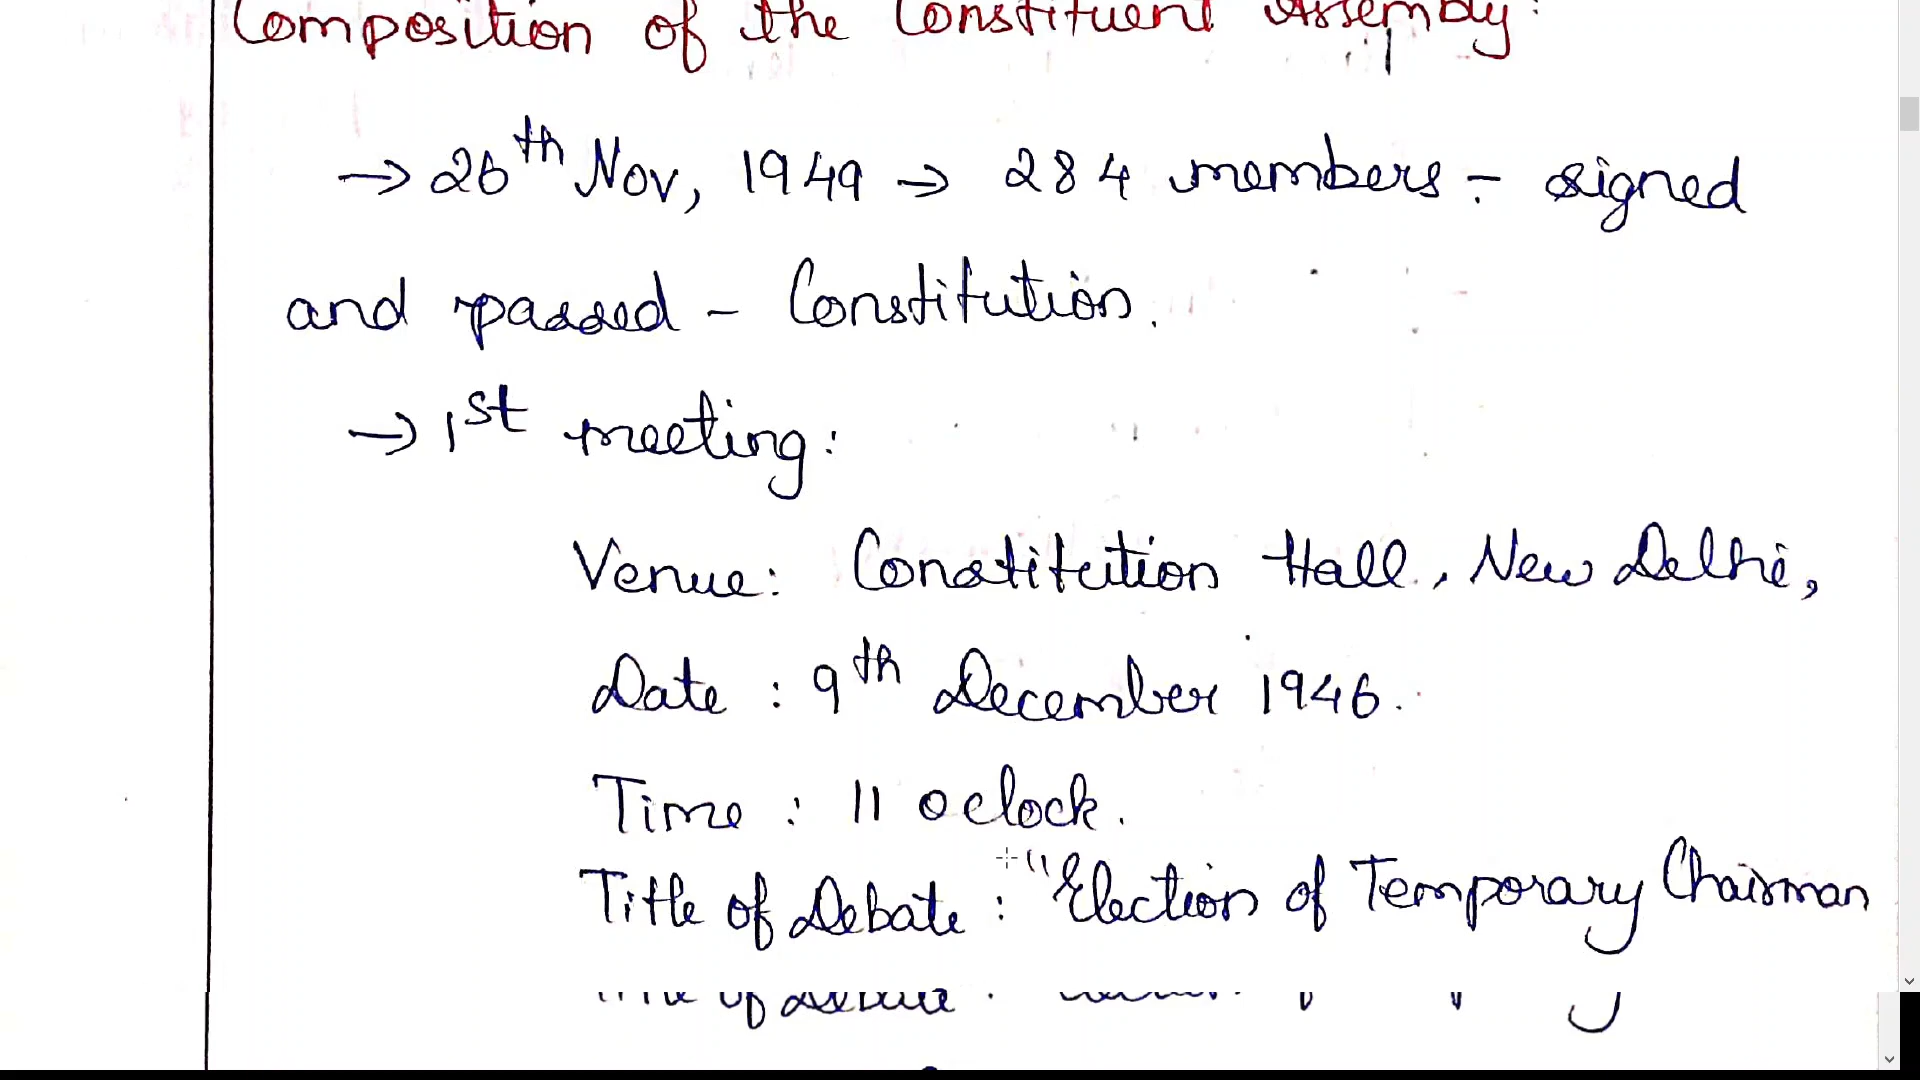 Composition of the Constituent Assembly:
→ 26th Nov, 1949 → 284 members - signed
and passed - Constitution.
→ 1st meeting:
Venue: Constitution Hall, New Delhi,
Date : 9th December 1946.
Time : 11 o clock.
Title of Debate : "Election of Temporary Chairman